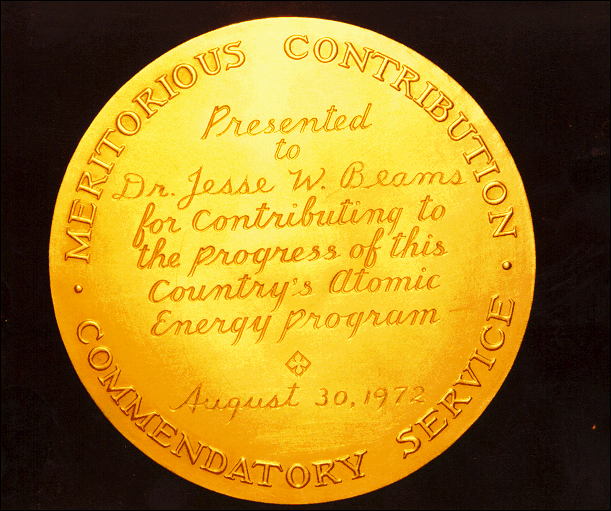 MERITORIOUS CONTRIBUTION
Presented
to
Dr. Jesse W. Beams
for contributing to
the progress of this
Country's atomic
Energy program
August 30, 1972
COMMENDATORY SERVICE